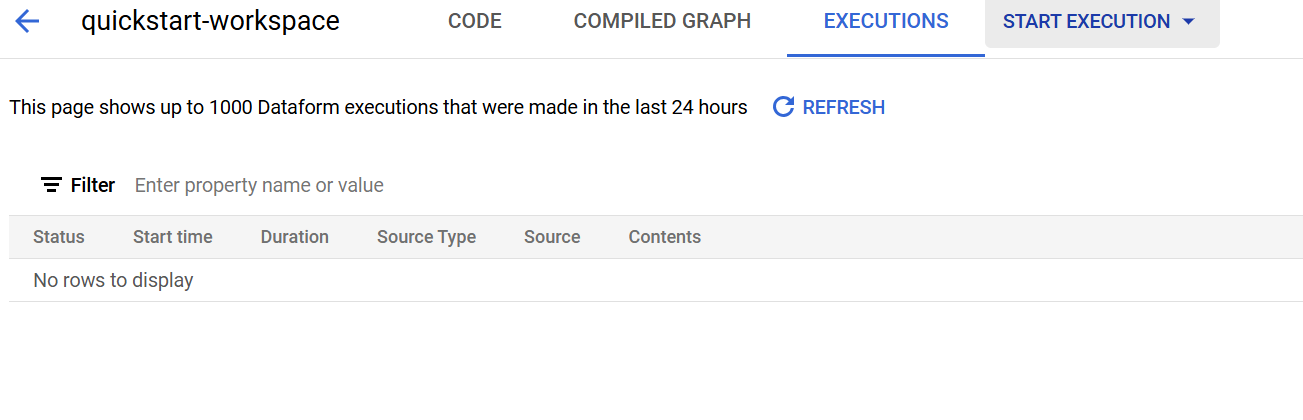 quickstart-workspace CODE COMPILED GRAPH EXECUTIONS START EXECUTION
This page shows up to 1000 Dataform executions that were made in the last 24 hours REFRESH
Filter Enter property name or value
Status Start time Duration Source Type Source Contents
No rows to display